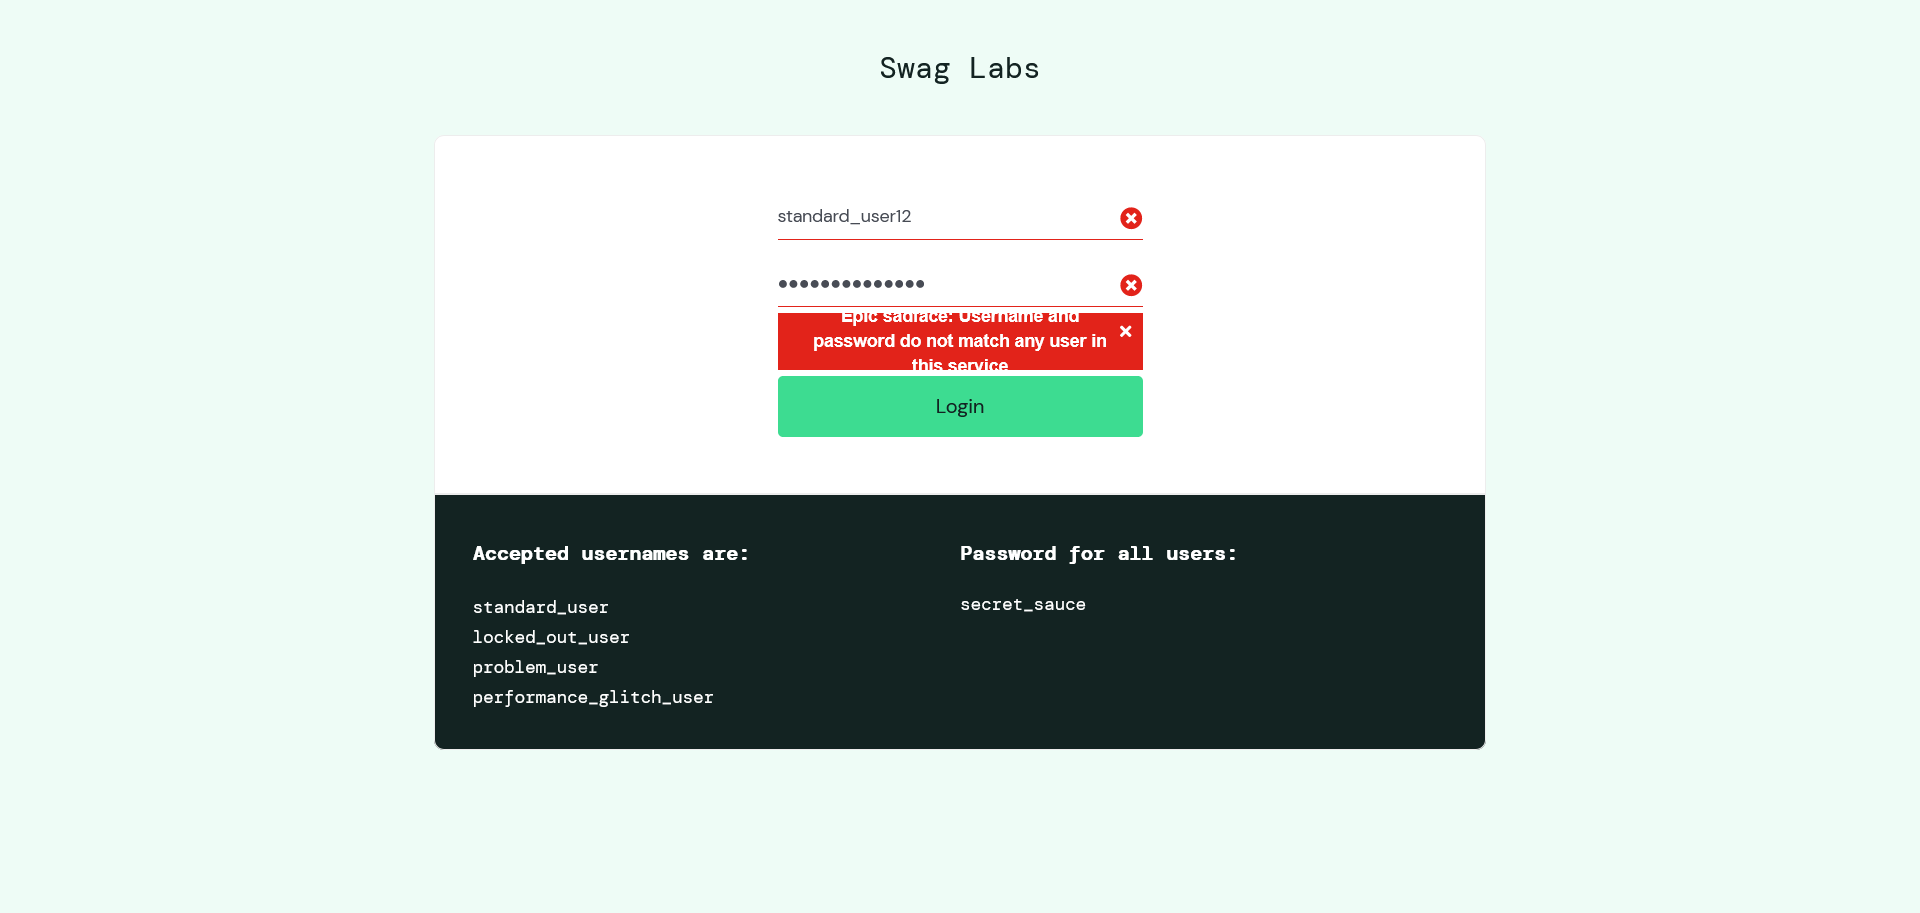 Swag Labs
standard_user12
••••••••••••••
Epic sadface: Username and
password do not match any user in
this service
Login
Accepted usernames are:
standard_user
locked_out_user
problem_user
performance_glitch_user
Password for all users:
secret_sauce